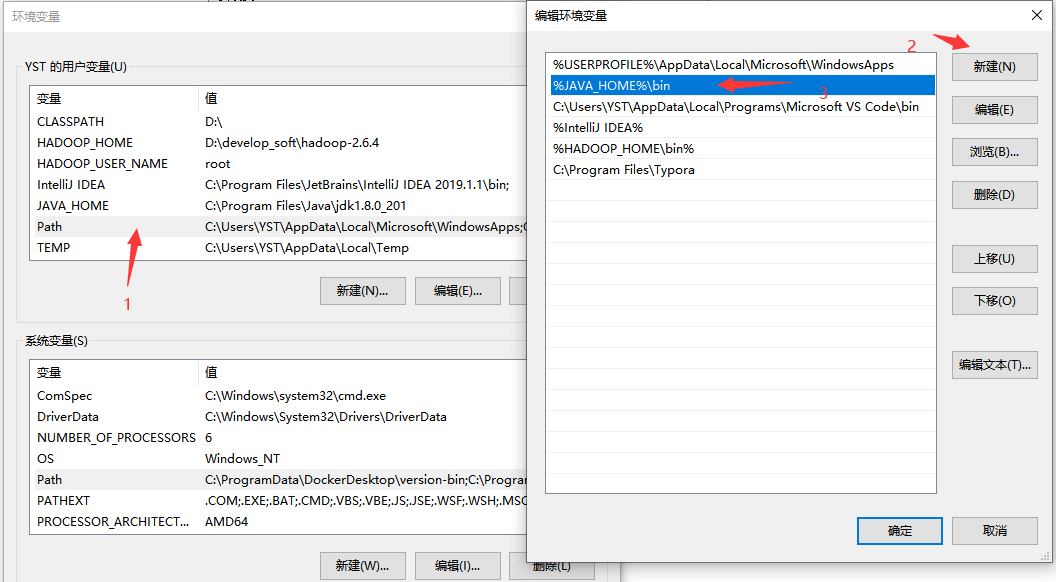 环境变量
YST 的用户变量(U)
变量 值
CLASSPATH D:\
HADOOP_HOME D:\develop_soft\hadoop-2.6.4
HADOOP_USER_NAME root
IntelliJ IDEA C:\Program Files\JetBrains\IntelliJ IDEA 2019.1.1\bin;
JAVA_HOME C:\Program Files\Java\jdk1.8.0_201
Path C:\Users\YST\AppData\Local\Microsoft\WindowsApps;
TEMP C:\Users\YST\AppData\Local\Temp
1
新建(N)... 编辑(E)...
系统变量(S)
变量 值
ComSpec C:\Windows\system32\cmd.exe
DriverData C:\Windows\System32\Drivers\DriverData
NUMBER_OF_PROCESSORS 6
OS Windows_NT
Path C:\ProgramData\DockerDesktop\version-bin;C:\Program
PATHEXT .COM;.EXE;.BAT;.CMD;.VBS;.VBE;.JS;.JSE;.WSF;.WSH;.MSC
PROCESSOR_ARCHITECT... AMD64
新建(W)... 编辑(I)... 删除(L)
编辑环境变量
2
%USERPROFILE%\AppData\Local\Microsoft\WindowsApps
%JAVA_HOME%\bin
3
C:\Users\YST\AppData\Local\Programs\Microsoft VS Code\bin
%IntelliJ IDEA%
%HADOOP_HOME\bin%
C:\Program Files\Typora
新建(N)
编辑(E)
浏览(B)...
删除(D)
上移(U)
下移(O)
编辑文本(T)...
确定 取消